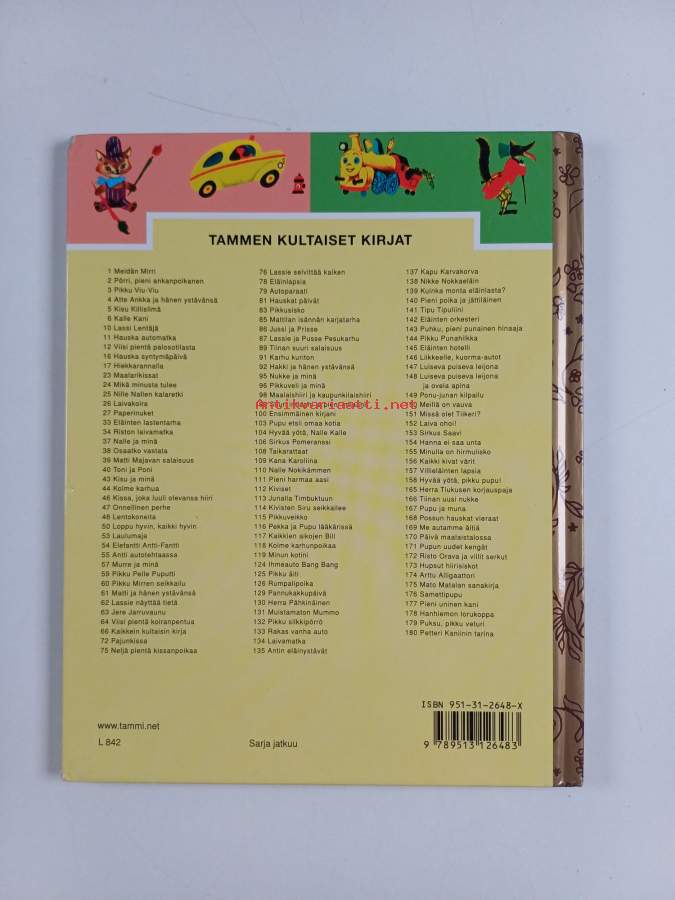 TAMMEN KULTAISET KIRJAT
1 Meidän Mirri
2 Pörri, pieni ankanpoikanen
3 Pikku Viu-Viu
4 Atte Ankka ja hänen ystävänsä
5 Kisu Killisilmä
6 Kalle Kani
10 Lassi Lentäjä
11 Hauska automatka
12 Viisi pientä palosotilasta
16 Hauska syntymäpäivä
17 Hiekkarannalla
23 Maalarikissat
24 Mikä minusta tulee
25 Nille Nallen kalaretki
26 Laivakoira
27 Paperinuket
33 Eläinten lastentarha
34 Riston laivamatka
37 Nalle ja minä
38 Osaatko vastata
39 Matti Majavan salaisuus
40 Toni ja Poni
43 Kisu ja minä
44 Kolme karhua
46 Kissa, joka luuli olevansa hiiri
47 Onnellinen perhe
48 Lentokoneita
50 Loppu hyvin, kaikki hyvin
53 Laulumaja
54 Elefantti Antti-Fantti
55 Antti autotehtaassa
57 Murre ja minä
59 Pikku Pelle Puputti
60 Pikku Mirren seikkailu
61 Matti ja hänen ystävänsä
62 Lassie näyttää tietä
63 Jere Jarruvaunu
64 Viisi pientä koiranpentua
66 Kaikkein kultaisin kirja
72 Pajunkissa
75 Neljä pientä kissanpoikaa
76 Lassie selvittää kaiken
78 Eläinlapsia
79 Autoparaati
81 Hauskat päivät
83 Pikkusisko
85 Mattilan isännän karjatarha
86 Jussi ja Prisse
87 Lassie ja Pusse Pesukarhu
89 Tiinan suuri salaisuus
91 Karhu kuriton
92 Hakki ja hänen ystävänsä
95 Nukke ja minä
96 Pikkuveli ja minä
98 Maalaishiiri ja kaupunkilaishiiri
Antikvariaatti.net
100 Ensimmäinen kirjani
103 Pupu etsii omaa kotia
104 Hyvää yötä, Nalle Kalle
106 Sirkus Pomeranssi
108 Taikarattaat
109 Kana Karoliina
110 Nalle Nokikämmen
111 Pieni harmaa aasi
112 Kiviset
113 Junalla Timbuktuun
114 Kivisten Siru seikkailee
115 Pikkuveikko
116 Pekka ja Pupu lääkärissä
117 Kaikkien aikojen Bill
118 Kolme karhunpoikaa
119 Minun kotini
124 Ihmeauto Bang Bang
125 Pikku äiti
126 Rumpalipoika
129 Pannukakkupäivä
130 Herra Pähkinäinen
131 Muistamaton Mummo
132 Pikku silkkipörrö
133 Rakas vanha auto
134 Laivamatka
135 Antin eläinystävät
137 Kapu Karvakorva
138 Nikke Nokkaeläin
139 Kuinka monta eläinlasta?
140 Pieni poika ja jättiläinen
141 Tipu Tipuliini
142 Eläinten orkesteri
143 Puhku, pieni punainen hinaaja
144 Pikku Punahilkka
145 Eläinten hotelli
146 Liikkeelle, kuorma-autot
147 Luiseva puiseva leijona
148 Luiseva puiseva leijona
ja ovela apina
149 Ponu-junan kilpailu
150 Meillä on vauva
151 Missä olet Tiikeri?
152 Laiva ohoi!
153 Sirkus Saavi
154 Hanna ei saa unta
155 Minulla on hirmulisko
156 Kaikki kivat värit
157 Villieläinten lapsia
158 Hyvää yötä, pikku pupu!
165 Herra Tiukusen korjauspaja
166 Tiinan uusi nukke
167 Pupu ja muna
168 Possun hauskat vieraat
169 Me autamme äitiä
170 Päivä maalaistalossa
171 Pupun uudet kengät
172 Risto Orava ja villit serkut
173 Hupsut hiirisiskot
174 Arttu Alligaattori
175 Mato Matalan sanakirja
176 Samettipupu
177 Pieni uninen kani
178 Hanhiemon lorukoppa
179 Puksu, pikku veturi
180 Petteri Kaniinin tarina
www.tammi.net
L 842
Sarja jatkuu
ISBN 951-31-2648-X
9 789513 126483